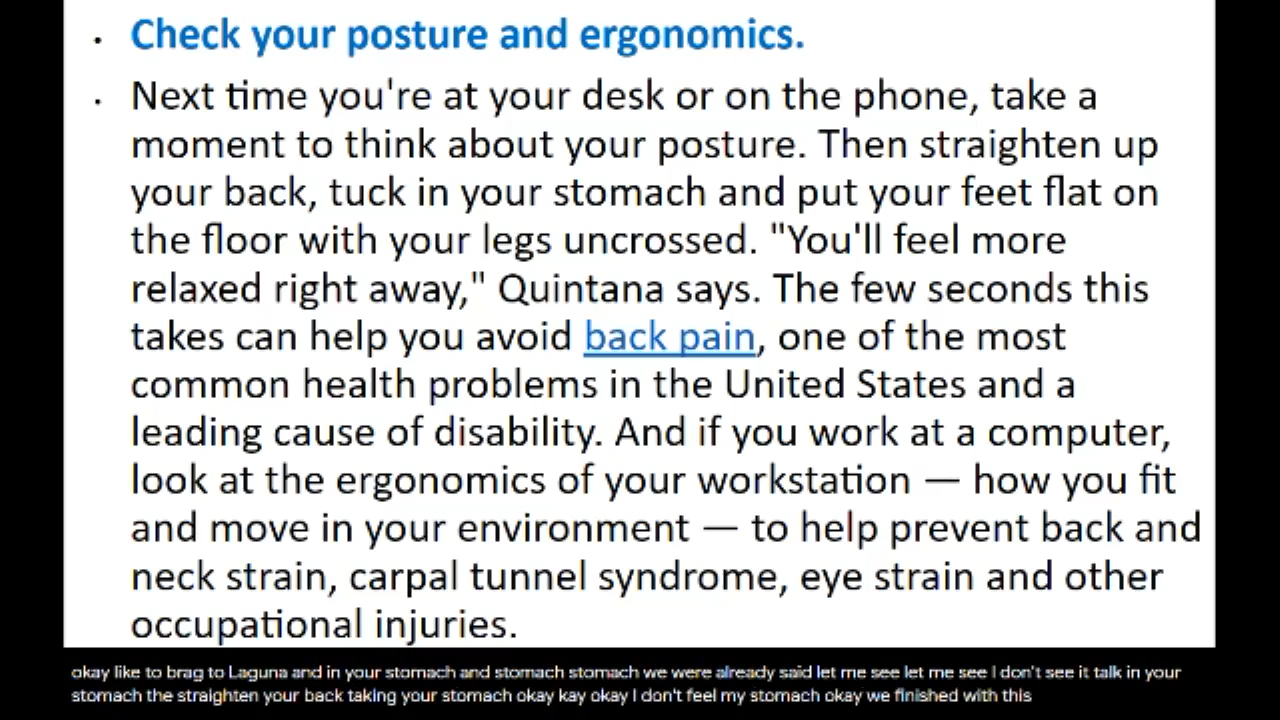 • Check your posture and ergonomics.
• Next time you're at your desk or on the phone, take a
moment to think about your posture. Then straighten up
your back, tuck in your stomach and put your feet flat on
the floor with your legs uncrossed. "You'll feel more
relaxed right away," Quintana says. The few seconds this
takes can help you avoid back pain, one of the most
common health problems in the United States and a
leading cause of disability. And if you work at a computer,
look at the ergonomics of your workstation — how you fit
and move in your environment — to help prevent back and
neck strain, carpal tunnel syndrome, eye strain and other
occupational injuries.
okay like to brag to Laguna and in your stomach and stomach stomach we were already said let me see let me see I don't see it talk in your
stomach the straighten your back taking your stomach okay kay okay I don't feel my stomach okay we finished with this